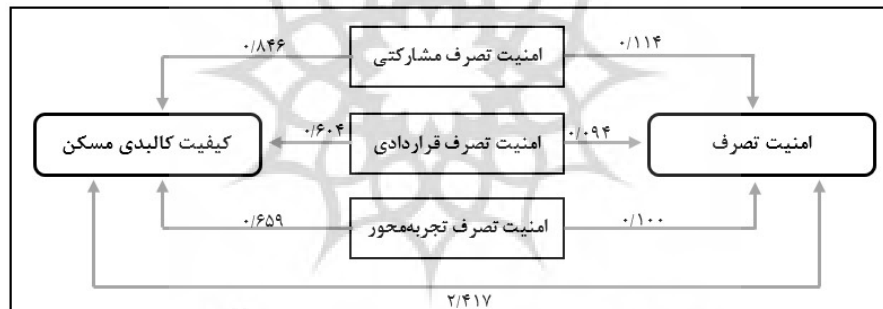 ۰/۱۱۴
امنیت تصرف مشارکتی
۰/۸۴۶
امنیت تصرف
۰/۰۹۴
امنیت تصرف قراردادی
۰/۶۰۴
کیفیت کالبدی مسکن
۰/۱۰۰
امنیت تصرف تجربه‌محور
۰/۶۵۹
۲/۴۱۷